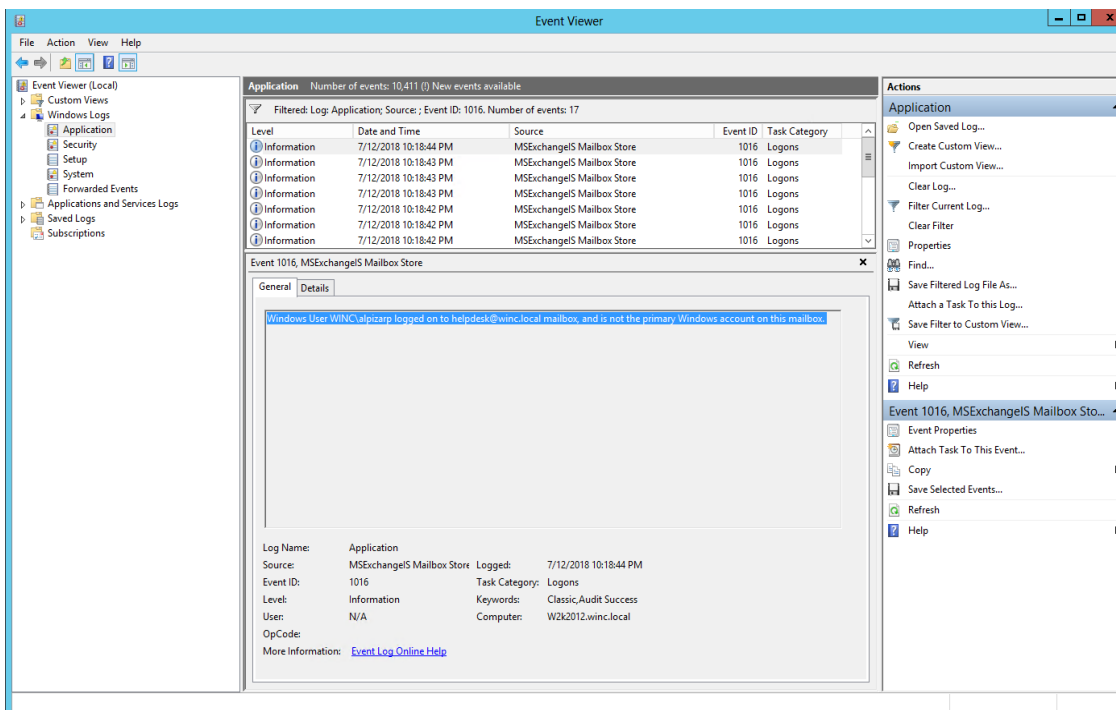 Event Viewer
File Action View Help
Event Viewer (Local)
Custom Views
Windows Logs
Application
Security
Setup
System
Forwarded Events
Applications and Services Logs
Saved Logs
Subscriptions
Application Number of events: 10,411 (!) New events available
Filtered: Log: Application; Source: ; Event ID: 1016. Number of events: 17
Level Date and Time Source Event ID Task Category
Information 7/12/2018 10:18:44 PM MSExchangeIS Mailbox Store 1016 Logons
Information 7/12/2018 10:18:43 PM MSExchangeIS Mailbox Store 1016 Logons
Information 7/12/2018 10:18:43 PM MSExchangeIS Mailbox Store 1016 Logons
Information 7/12/2018 10:18:43 PM MSExchangeIS Mailbox Store 1016 Logons
Information 7/12/2018 10:18:42 PM MSExchangeIS Mailbox Store 1016 Logons
Information 7/12/2018 10:18:42 PM MSExchangeIS Mailbox Store 1016 Logons
Information 7/12/2018 10:18:42 PM MSExchangeIS Mailbox Store 1016 Logons
Event 1016, MSExchangeIS Mailbox Store
General Details
Windows User WINC\alpizarp logged on to helpdesk@winc.local mailbox, and is not the primary Windows account on this mailbox.
Log Name: Application
Source: MSExchangeIS Mailbox Store Logged: 7/12/2018 10:18:44 PM
Event ID: 1016 Task Category: Logons
Level: Information Keywords: Classic,Audit Success
User: N/A Computer: W2k2012.winc.local
OpCode:
More Information: Event Log Online Help
Actions
Application
Open Saved Log...
Create Custom View...
Import Custom View...
Clear Log...
Filter Current Log...
Clear Filter
Properties
Find...
Save Filtered Log File As...
Attach a Task To this Log...
Save Filter to Custom View...
View
Refresh
Help
Event 1016, MSExchangeIS Mailbox Sto...
Event Properties
Attach Task To This Event...
Copy
Save Selected Events...
Refresh
Help